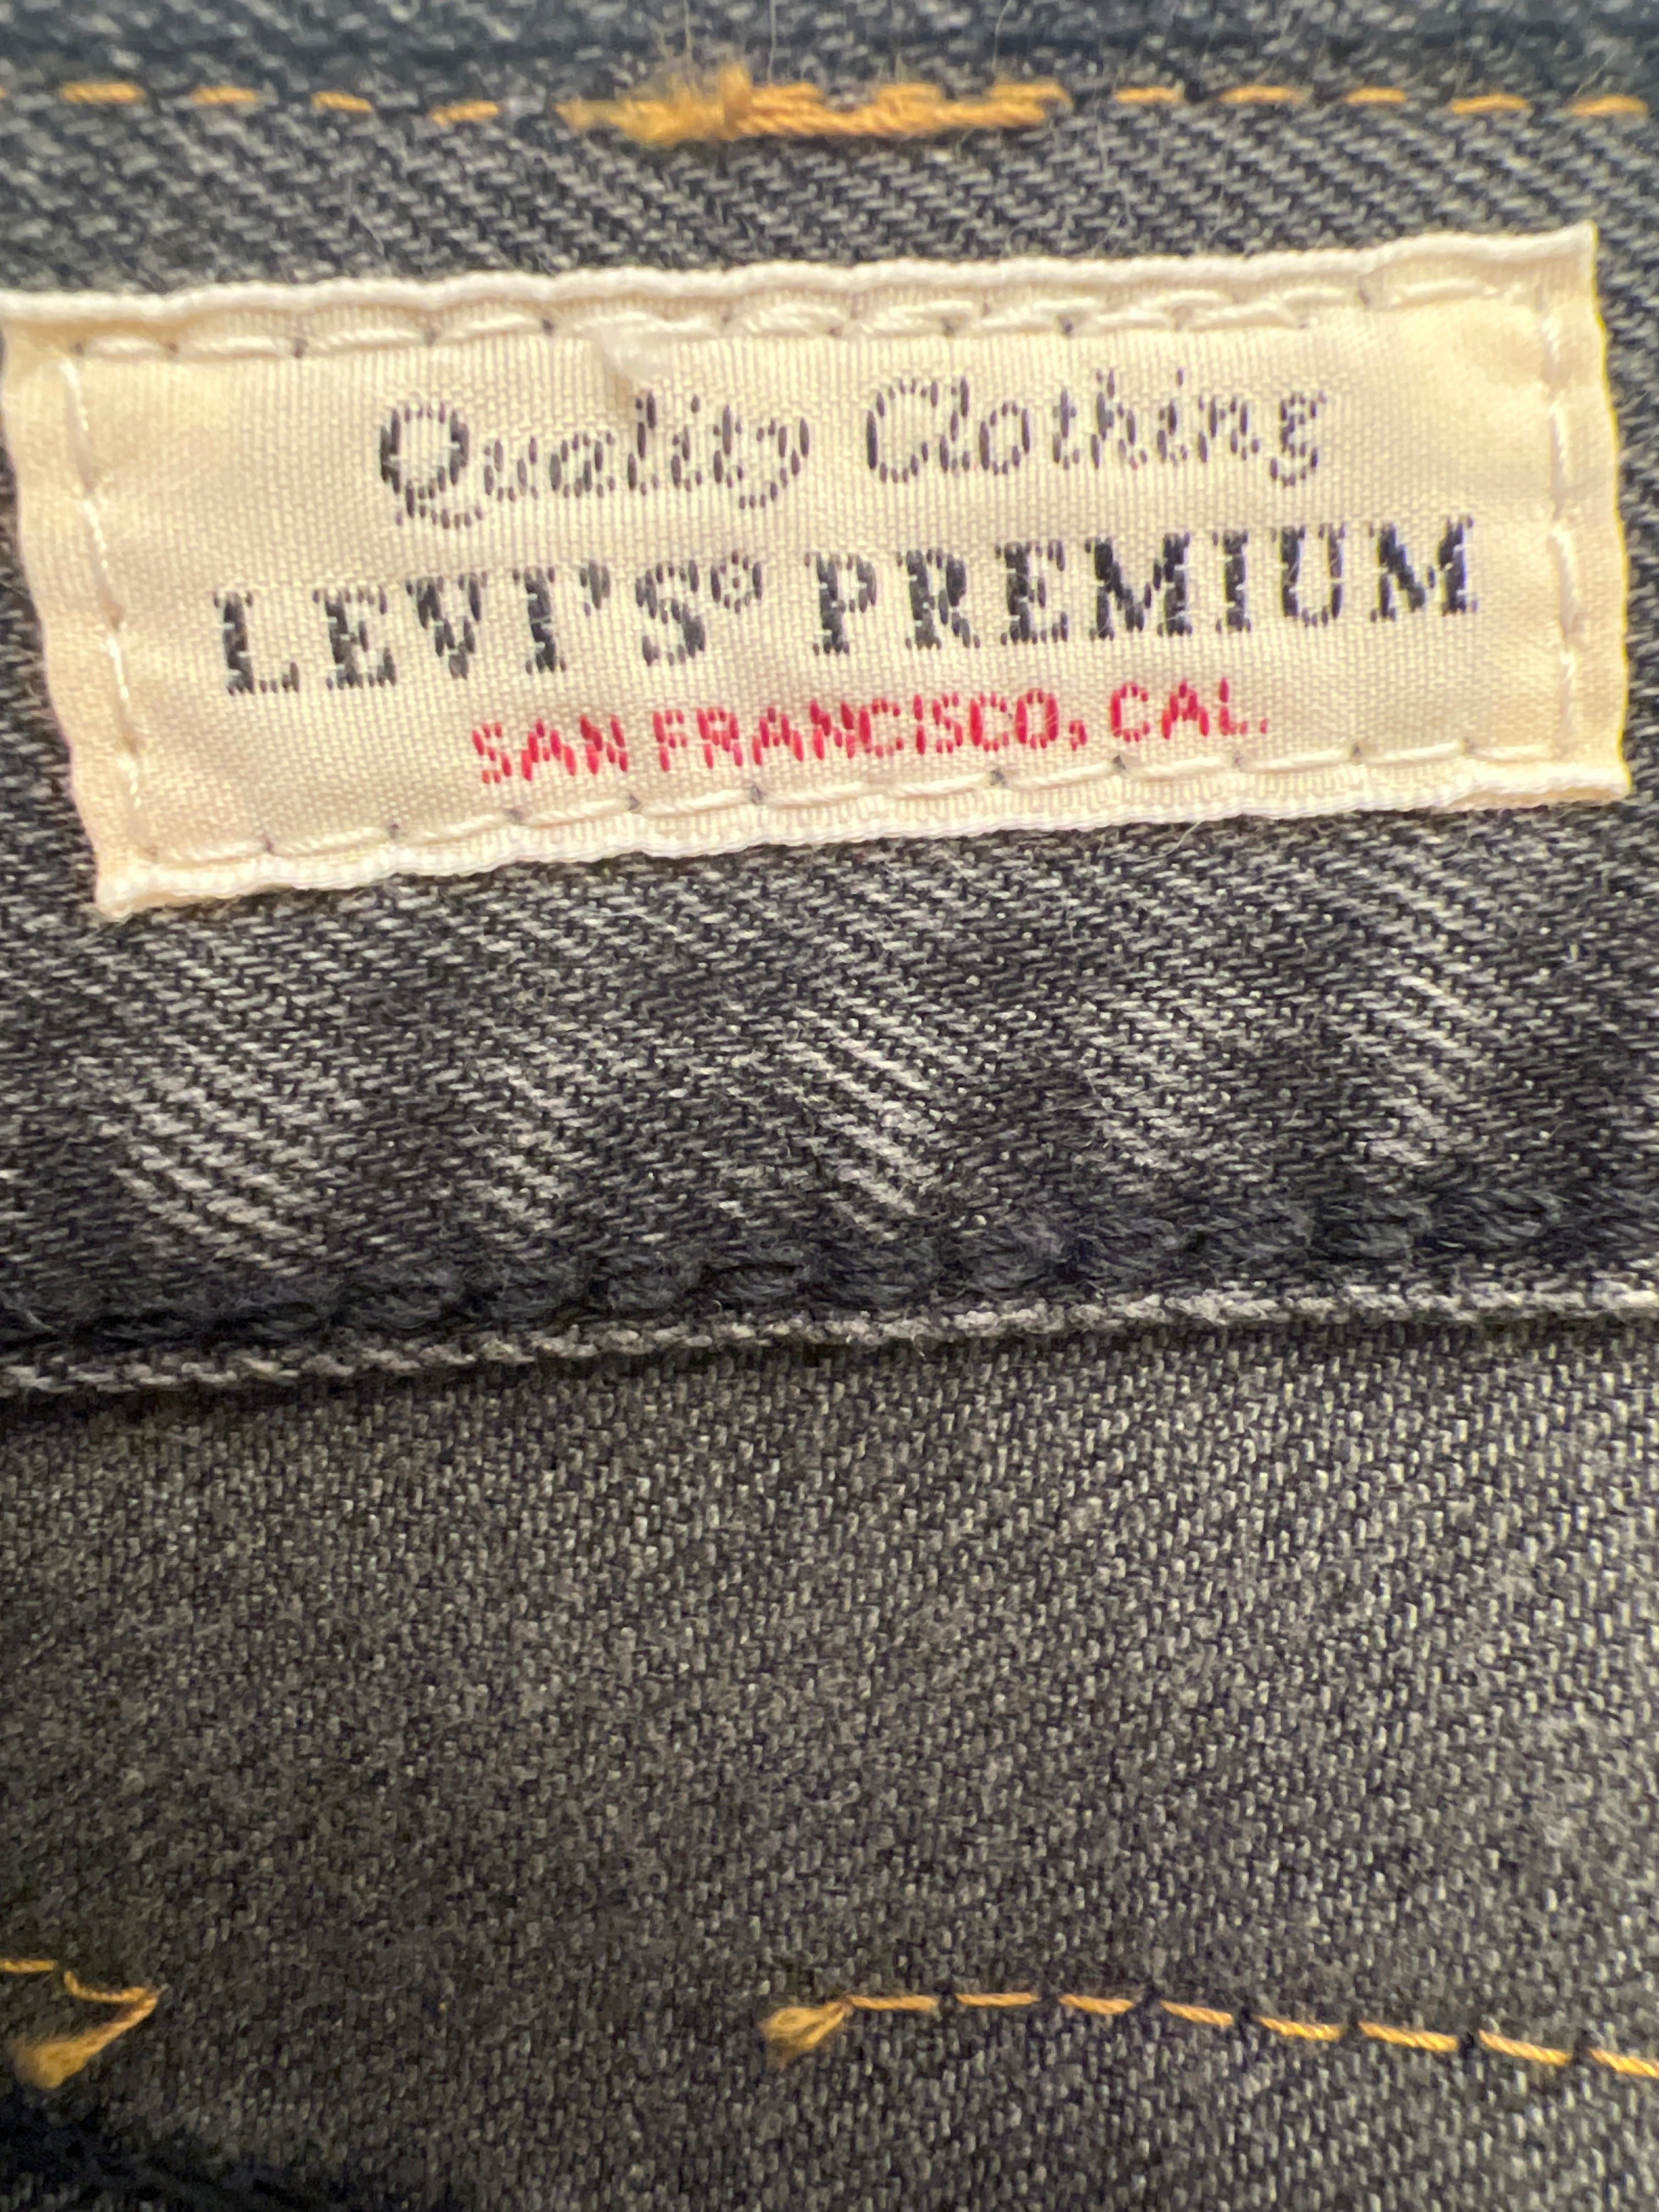 Quality Clothing
LEVI'S® PREMIUM
SAN FRANCISCO, CAL.